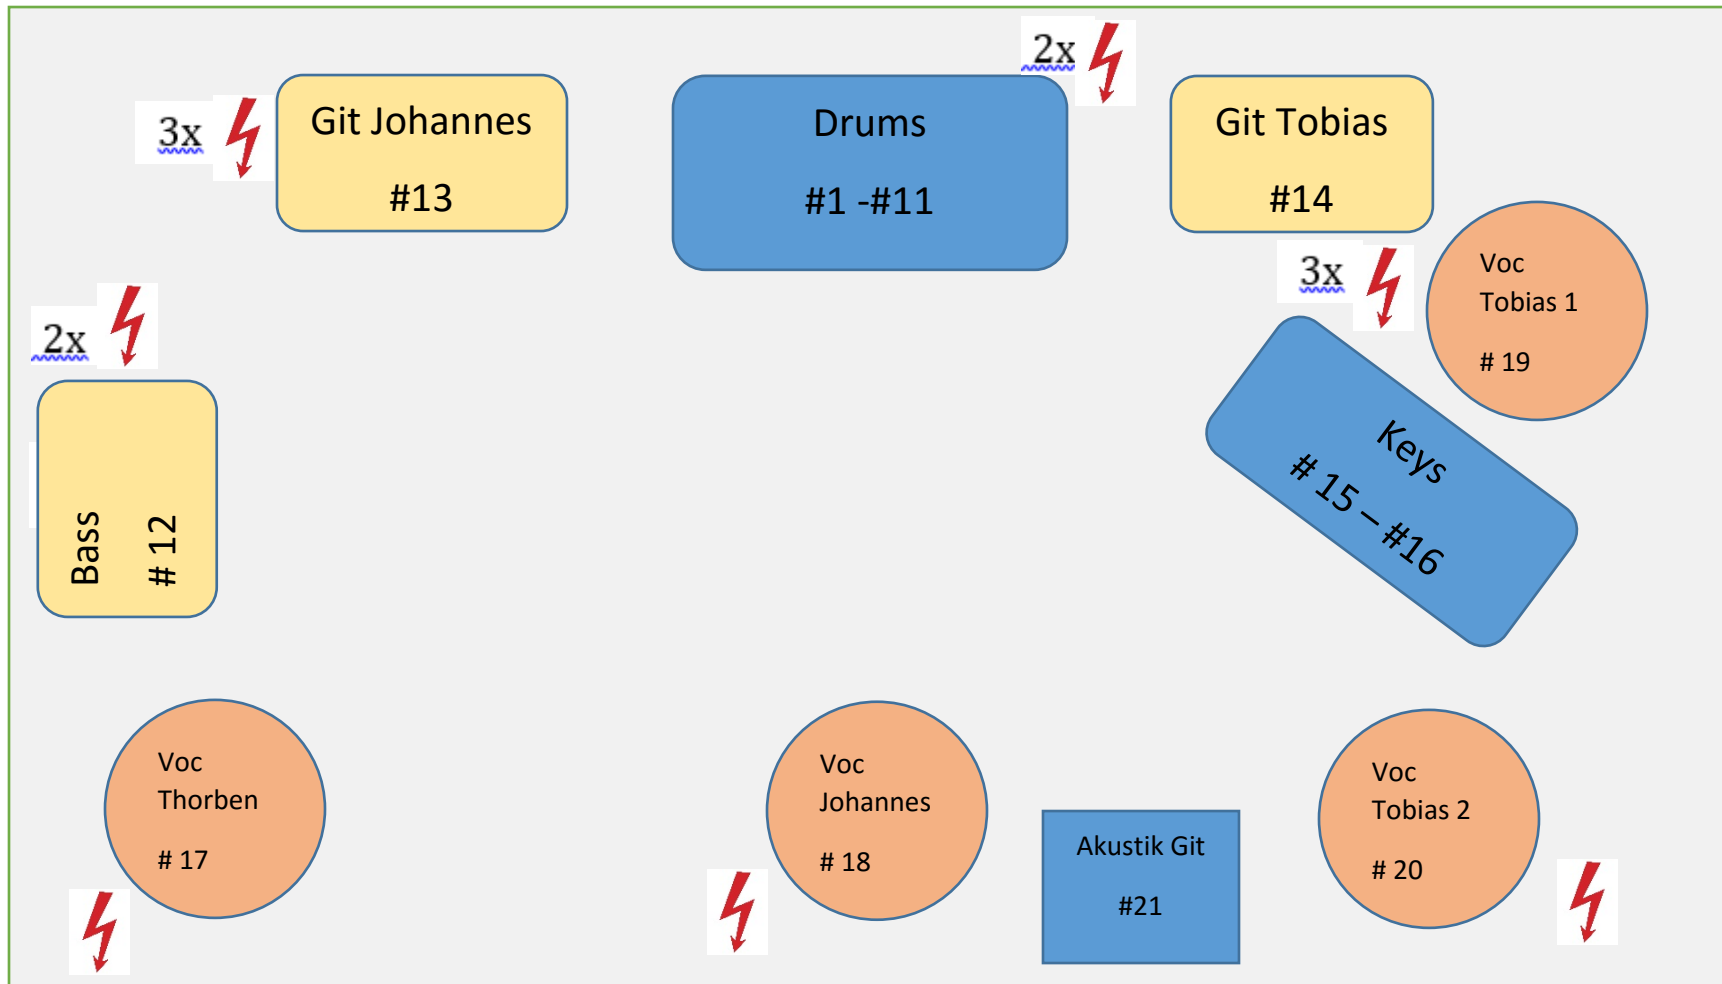 2x
3x
Git Johannes
#13
Drums
#1 -#11
Git Tobias
#14
3x
Voc
Tobias 1
# 19
2x
Bass
# 12
Keys
# 15 – #16
Voc
Thorben
# 17
Voc
Johannes
# 18
Akustik Git
#21
Voc
Tobias 2
# 20